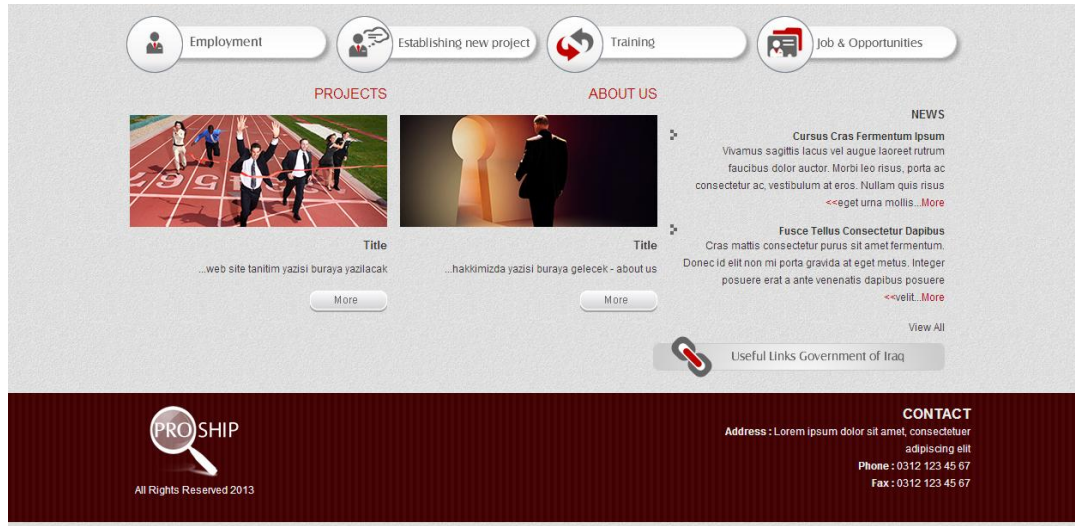 Employment
Establishing new project
Training
Job & Opportunities
PROJECTS
Title
...web site tanitim yazisi buraya yazilacak
More
ABOUT US
Title
...hakkimizda yazisi buraya gelecek - about us
More
NEWS
Cursus Cras Fermentum Ipsum
Vivamus sagittis lacus vel augue laoreet rutrum
faucibus dolor auctor. Morbi leo risus, porta ac
consectetur ac, vestibulum at eros. Nullam quis risus
<<eget urna mollis...More
Fusce Tellus Consectetur Dapibus
Cras mattis consectetur purus sit amet fermentum.
Donec id elit non mi porta gravida at eget metus. Integer
posuere erat a ante venenatis dapibus posuere
<<velit...More
View All
Useful Links Government of Iraq
PROSHIP
All Rights Reserved 2013
CONTACT
Address : Lorem ipsum dolor sit amet, consectetuer
adipiscing elit
Phone : 0312 123 45 67
Fax : 0312 123 45 67